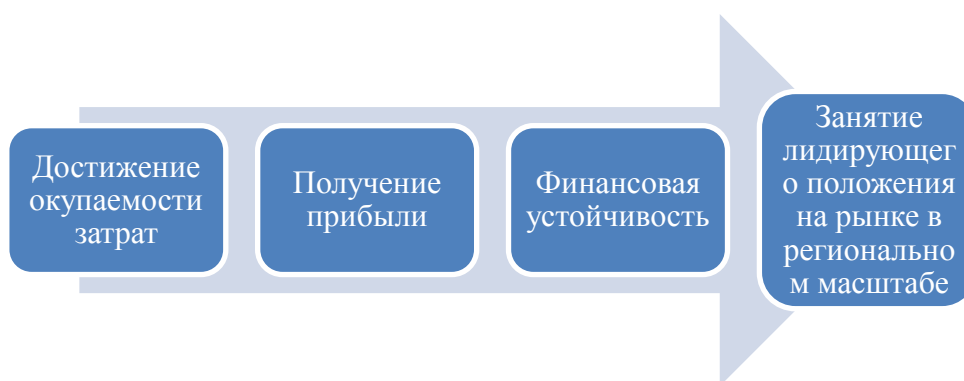 Достижение
окупаемости
затрат
Получение
прибыли
Финансовая
устойчивость
Занятие
лидирующег
о положения
на рынке в
регионально
м масштабе